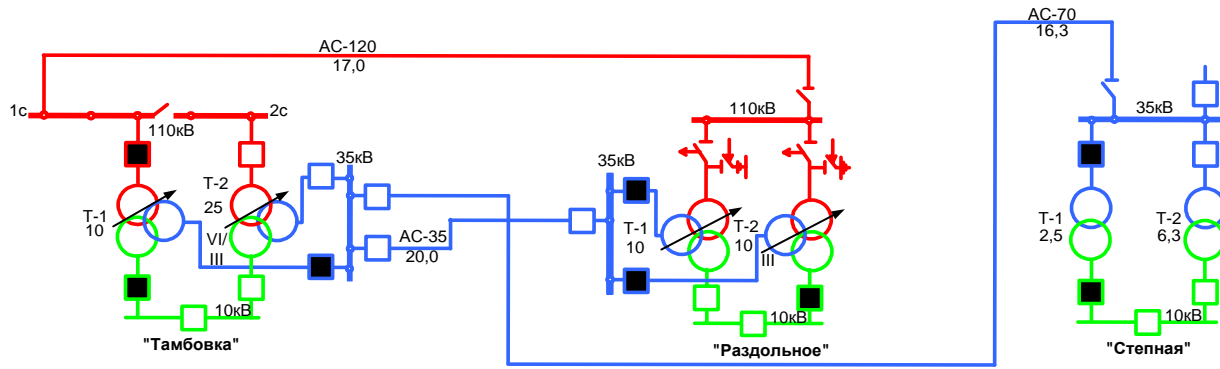 АС-120
17,0
АС-70
16,3
1с
2с
110кВ
110кВ
35кВ
35кВ
35кВ
Т-1
10
Т-2
25
VI/
III
АС-35
20,0
Т-1
10
Т-2
10
III
Т-1
2,5
Т-2
6,3
10кВ
10кВ
10кВ
"Тамбовка"
"Раздольное"
"Степная"